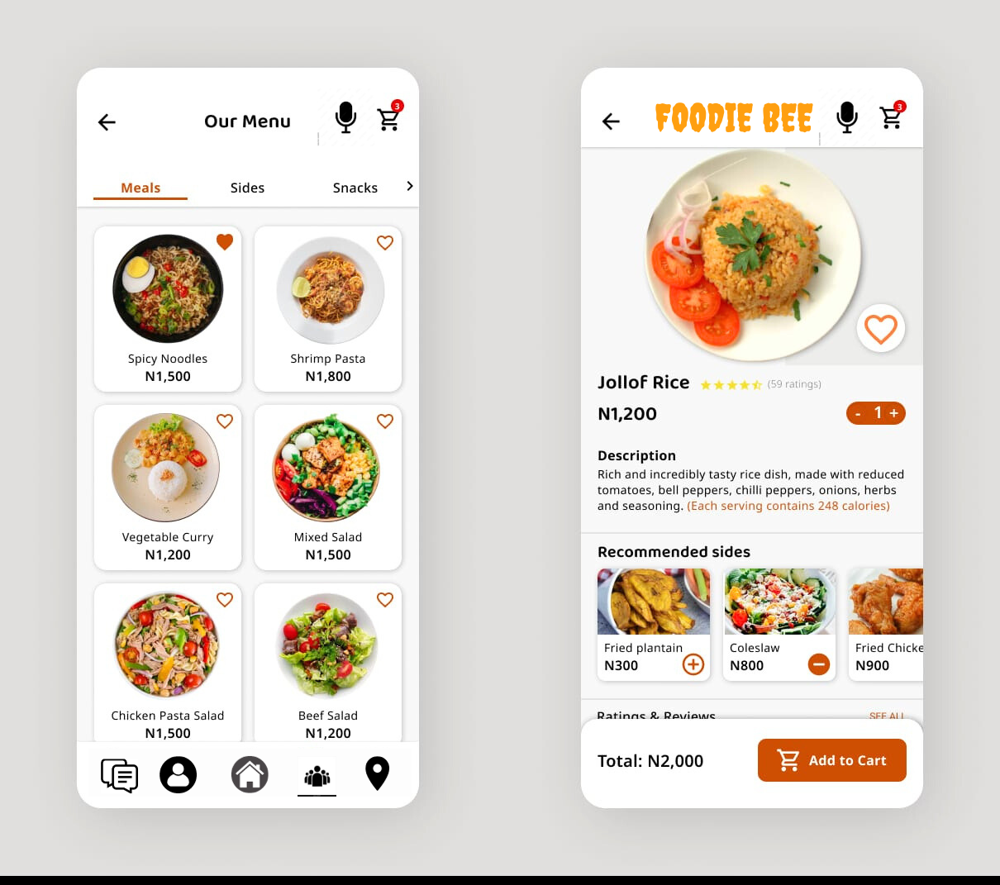 Our Menu
3
Meals
Sides
Snacks
Spicy Noodles
N1,500
Shrimp Pasta
N1,800
Vegetable Curry
N1,200
Mixed Salad
N1,500
Chicken Pasta Salad
N1,500
Beef Salad
N1,200
FOODIE BEE
3
Jollof Rice
(59 ratings)
N1,200
- 1 +
Description
Rich and incredibly tasty rice dish, made with reduced
tomatoes, bell peppers, chilli peppers, onions, herbs
and seasoning. (Each serving contains 248 calories)
Recommended sides
Fried plantain
N300
Coleslaw
N800
Fried Chicke
N900
Ratings & Reviews
SEE ALL
Total: N2,000
Add to Cart